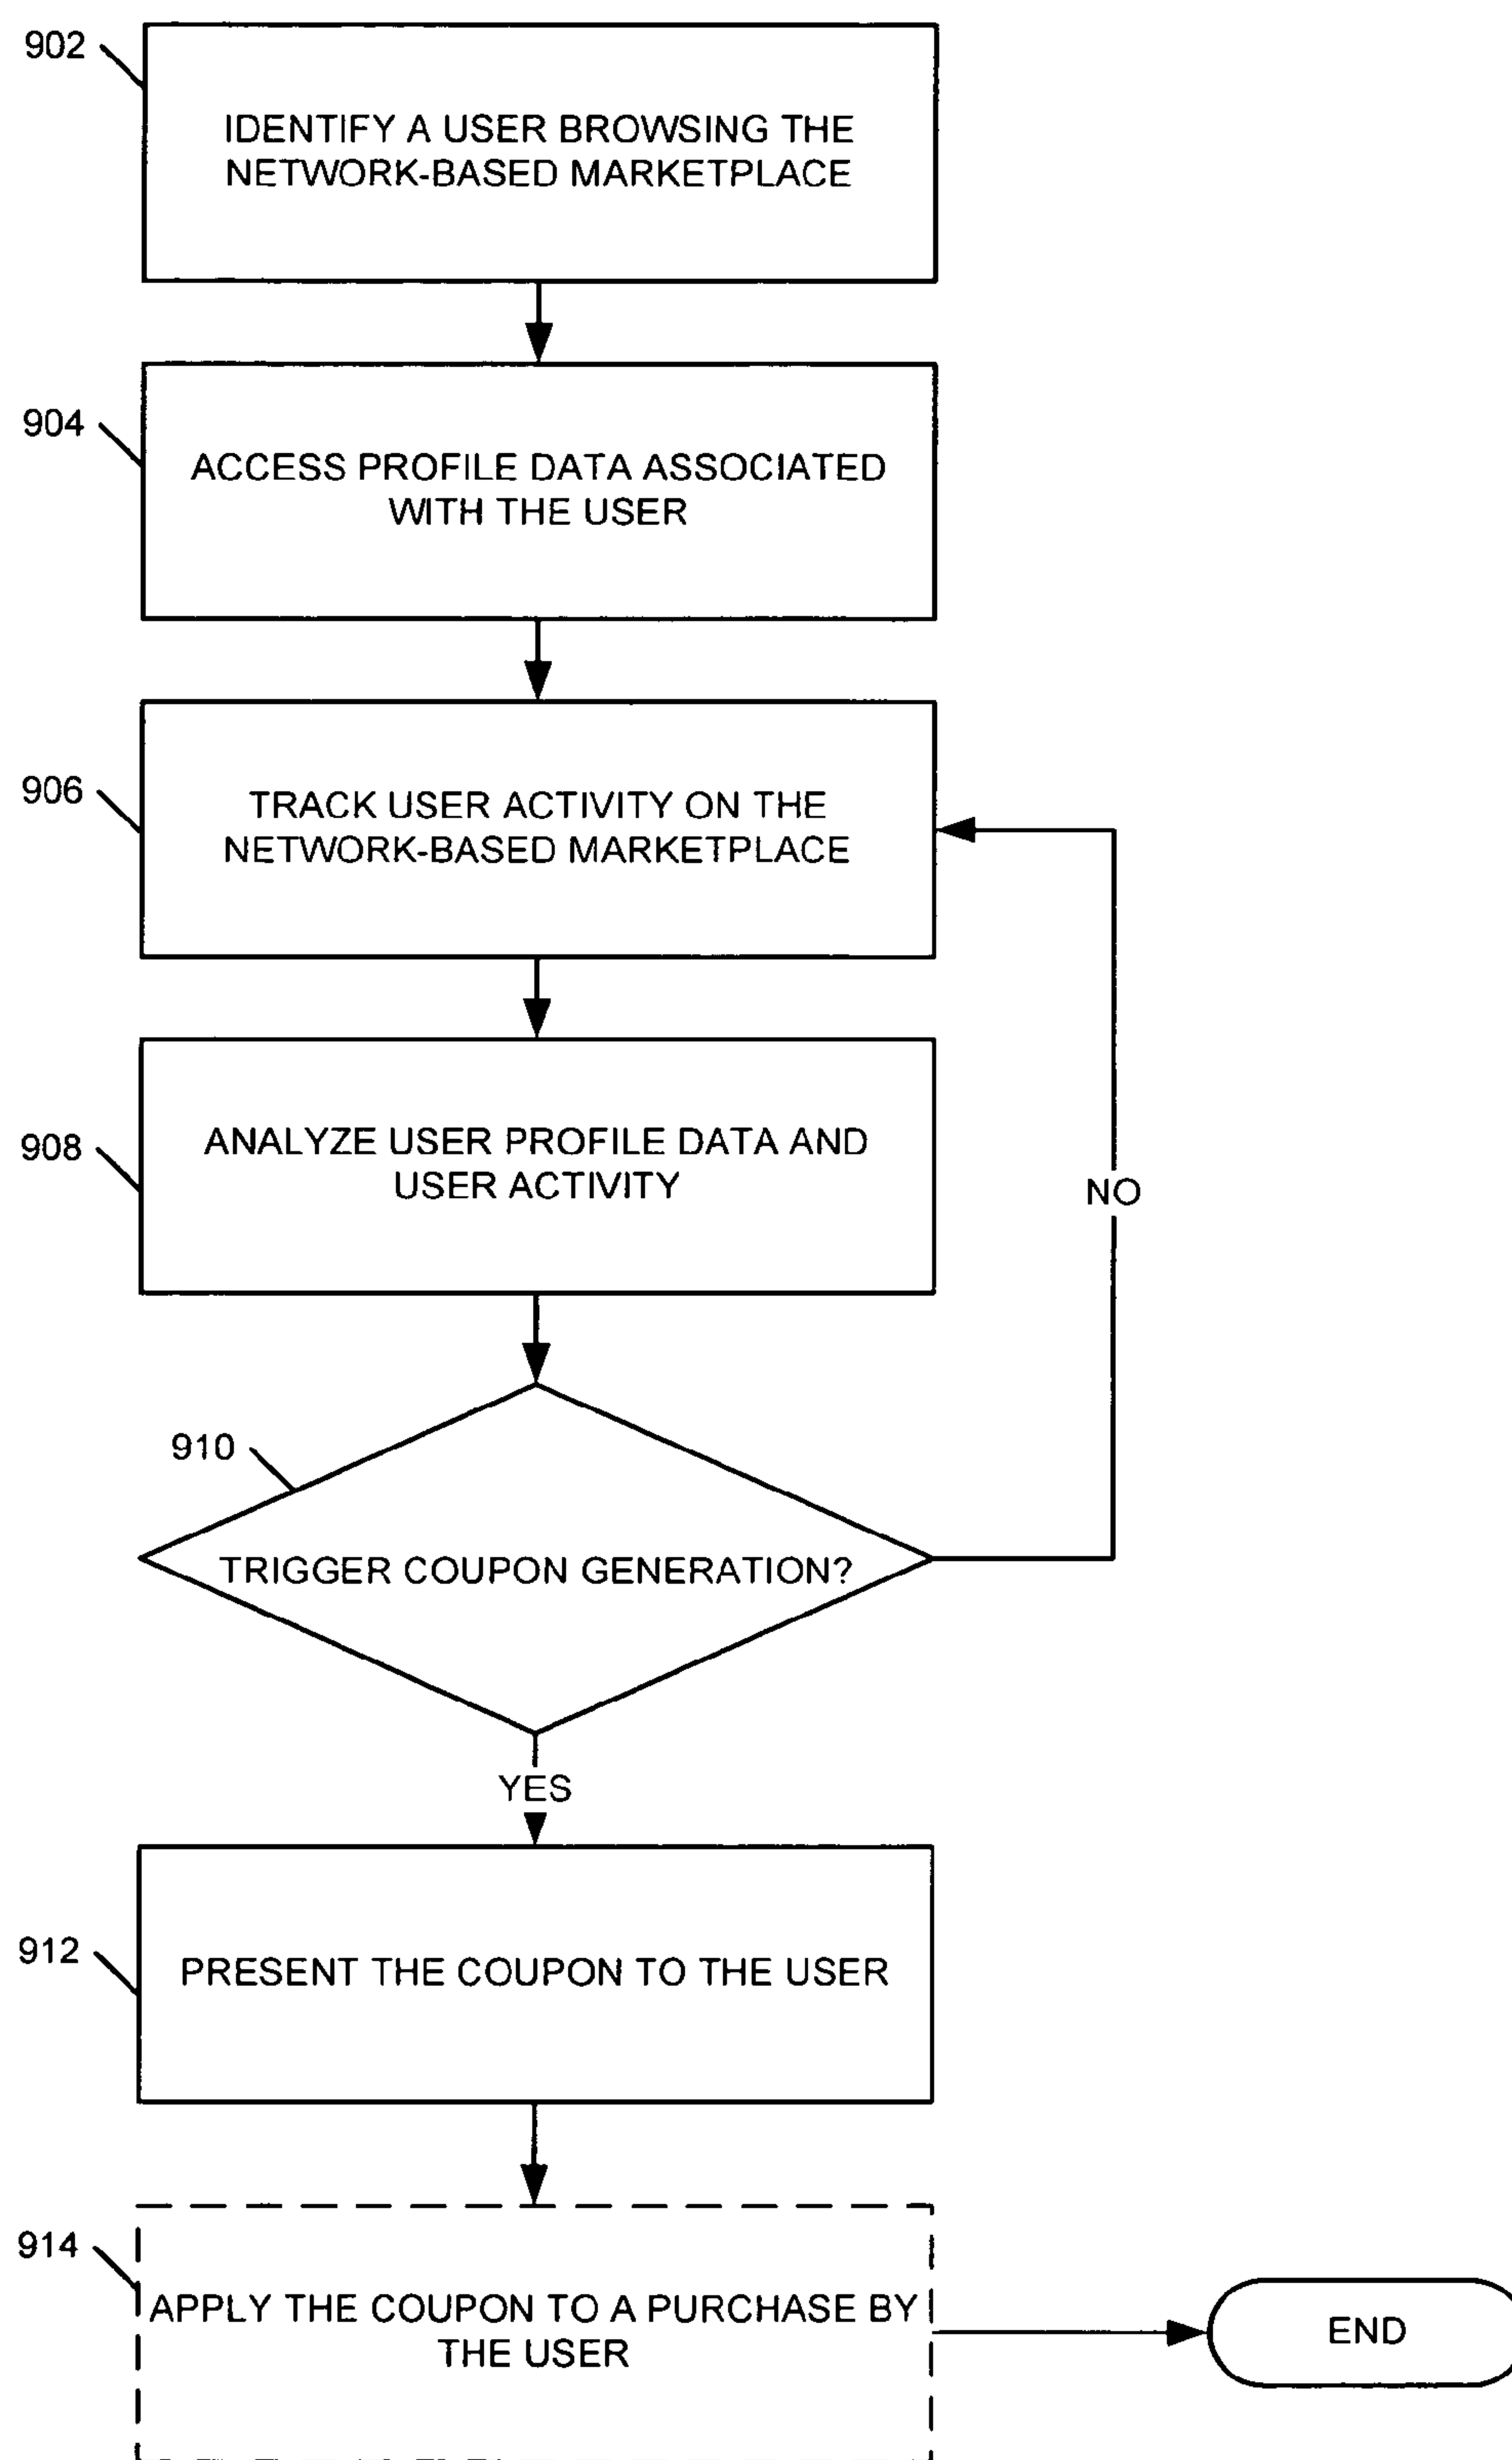 902
IDENTIFY A USER BROWSING THE
NETWORK-BASED MARKETPLACE
904
ACCESS PROFILE DATA ASSOCIATED
WITH THE USER
906
TRACK USER ACTIVITY ON THE
NETWORK-BASED MARKETPLACE
908
ANALYZE USER PROFILE DATA AND
USER ACTIVITY
NO
910
TRIGGER COUPON GENERATION?
YES
912
PRESENT THE COUPON TO THE USER
914
APPLY THE COUPON TO A PURCHASE BY
THE USER
END